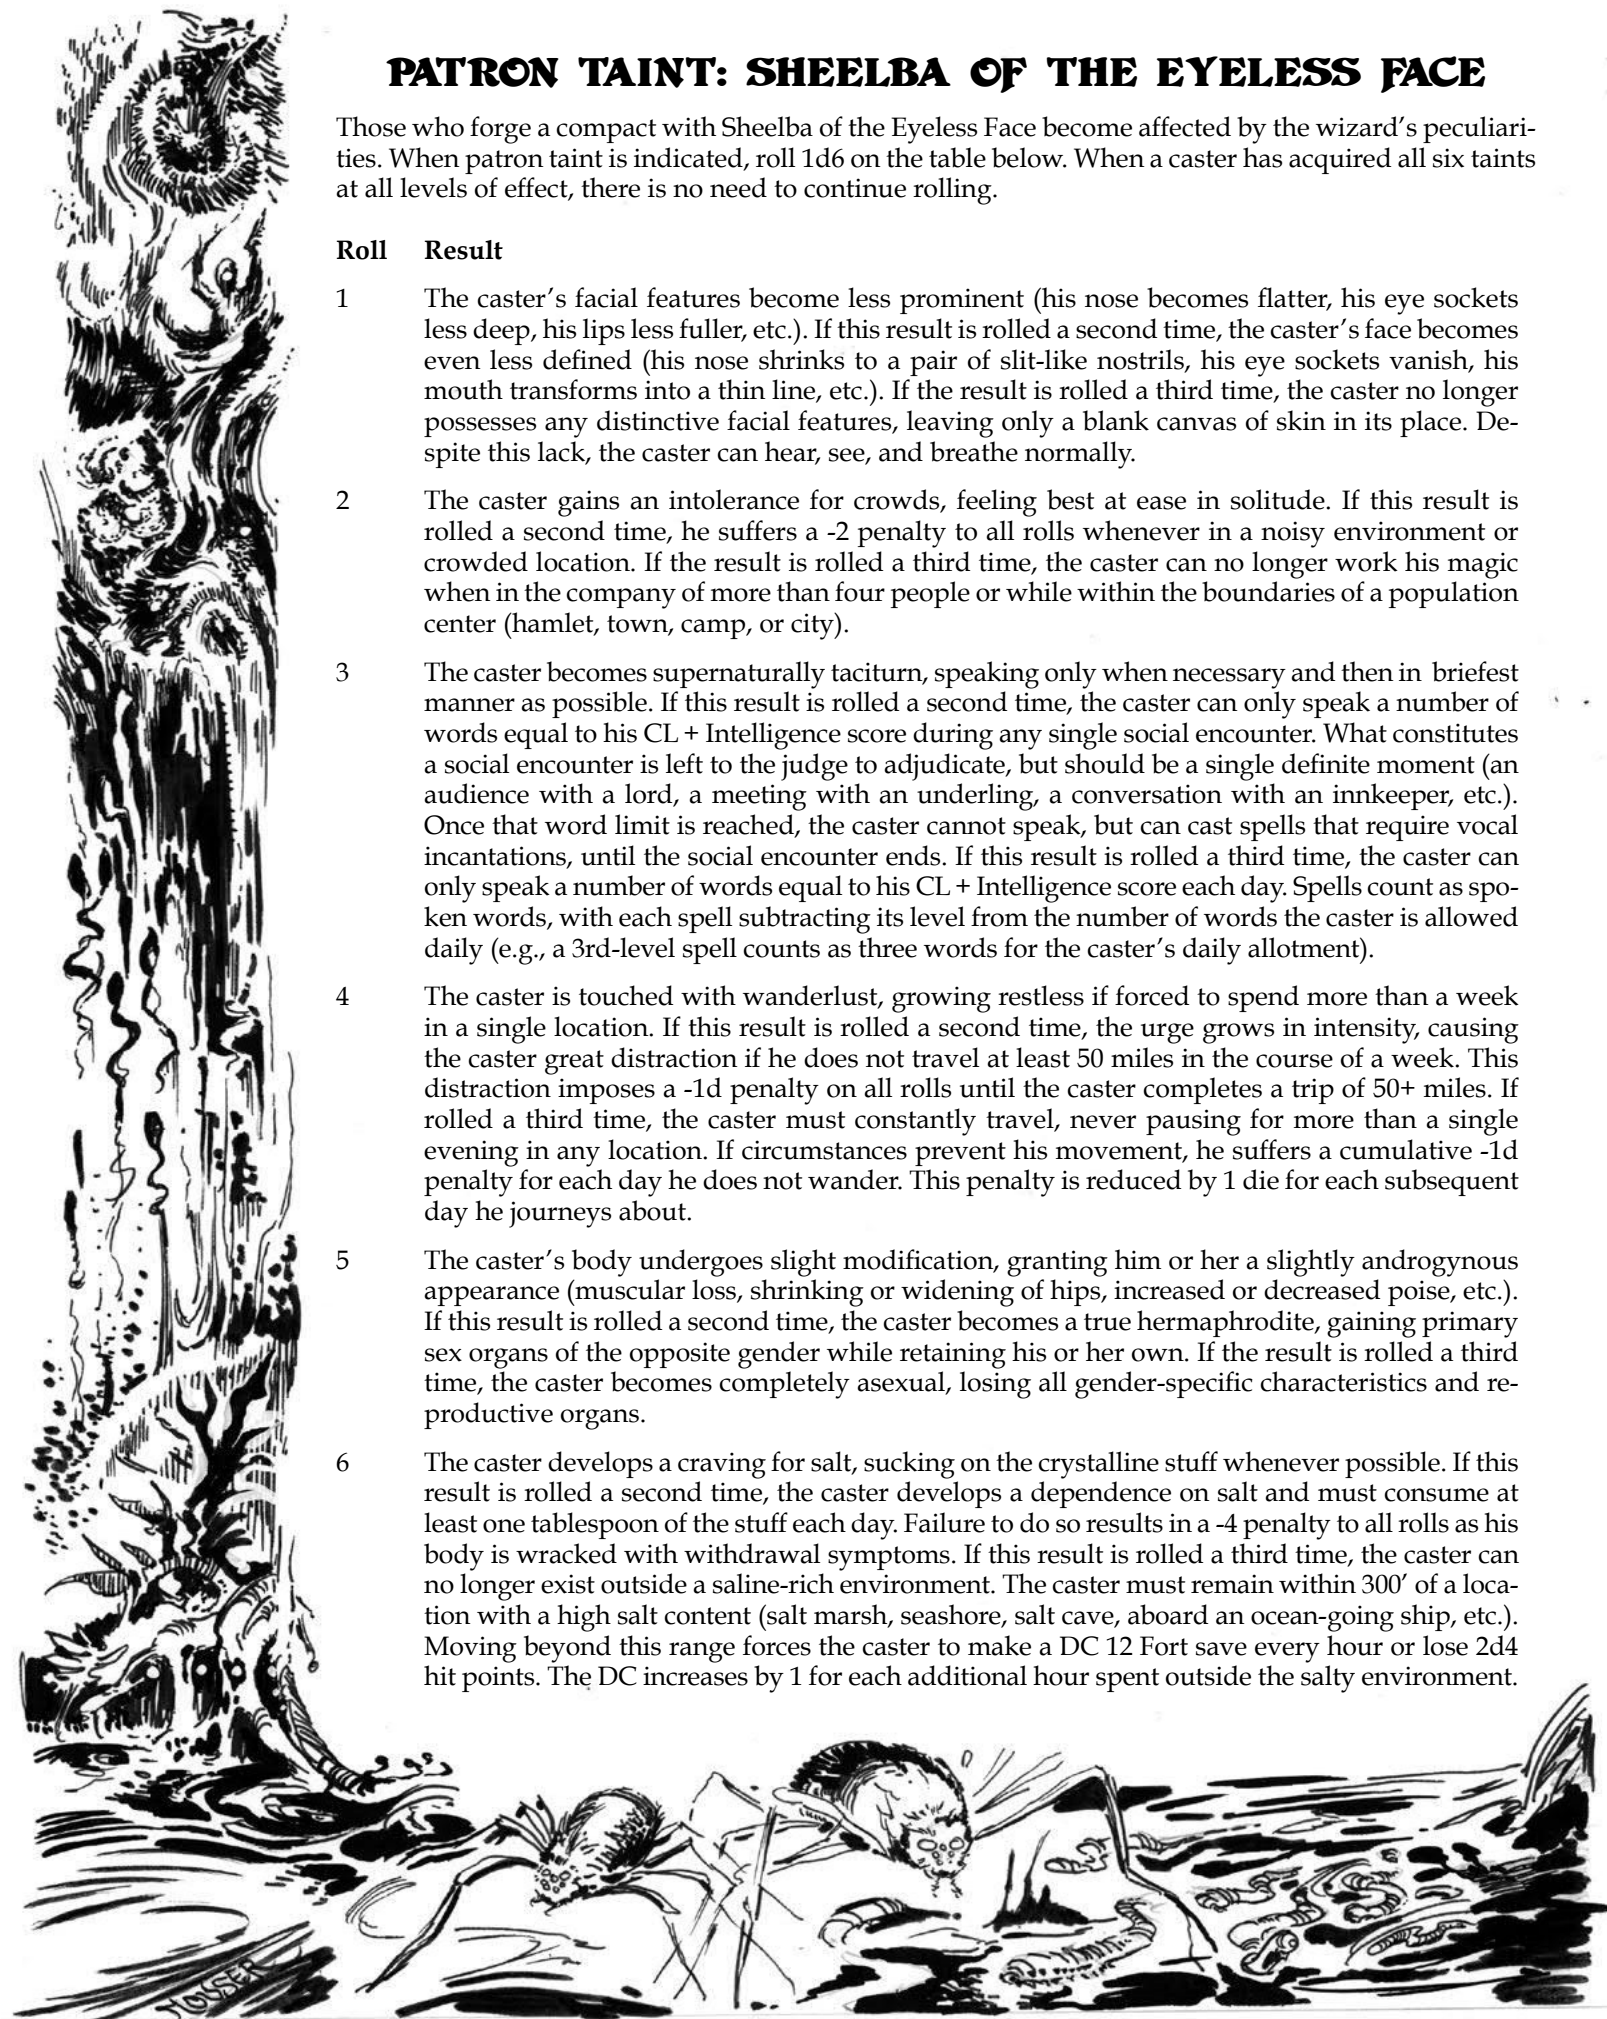 PATRON TAINT: SHEELBA OF THE EYELESS FACE
Those who forge a compact with Sheelba of the Eyeless Face become affected by the wizard's peculiari-
ties. When patron taint is indicated, roll 1d6 on the table below. When a caster has acquired all six taints
at all levels of effect, there is no need to continue rolling.
Roll Result
1 The caster's facial features become less prominent (his nose becomes flatter, his eye sockets
less deep, his lips less fuller, etc.). If this result is rolled a second time, the caster's face becomes
even less defined (his nose shrinks to a pair of slit-like nostrils, his eye sockets vanish, his
mouth transforms into a thin line, etc.). If the result is rolled a third time, the caster no longer
possesses any distinctive facial features, leaving only a blank canvas of skin in its place. De-
spite this lack, the caster can hear, see, and breathe normally.
2 The caster gains an intolerance for crowds, feeling best at ease in solitude. If this result is
rolled a second time, he suffers a -2 penalty to all rolls whenever in a noisy environment or
crowded location. If the result is rolled a third time, the caster can no longer work his magic
when in the company of more than four people or while within the boundaries of a population
center (hamlet, town, camp, or city).
3 The caster becomes supernaturally taciturn, speaking only when necessary and then in briefest
manner as possible. If this result is rolled a second time, the caster can only speak a number of
words equal to his CL + Intelligence score during any single social encounter. What constitutes
a social encounter is left to the judge to adjudicate, but should be a single definite moment (an
audience with a lord, a meeting with an underling, a conversation with an innkeeper, etc.).
Once that word limit is reached, the caster cannot speak, but can cast spells that require vocal
incantations, until the social encounter ends. If this result is rolled a third time, the caster can
only speak a number of words equal to his CL + Intelligence score each day. Spells count as spo-
ken words, with each spell subtracting its level from the number of words the caster is allowed
daily (e.g., a 3rd-level spell counts as three words for the caster's daily allotment).
4 The caster is touched with wanderlust, growing restless if forced to spend more than a week
in a single location. If this result is rolled a second time, the urge grows in intensity, causing
the caster great distraction if he does not travel at least 50 miles in the course of a week. This
distraction imposes a -1d penalty on all rolls until the caster completes a trip of 50+ miles. If
rolled a third time, the caster must constantly travel, never pausing for more than a single
evening in any location. If circumstances prevent his movement, he suffers a cumulative -1d
penalty for each day he does not wander. This penalty is reduced by 1 die for each subsequent
day he journeys about.
5 The caster's body undergoes slight modification, granting him or her a slightly androgynous
appearance (muscular loss, shrinking or widening of hips, increased or decreased poise, etc.).
If this result is rolled a second time, the caster becomes a true hermaphrodite, gaining primary
sex organs of the opposite gender while retaining his or her own. If the result is rolled a third
time, the caster becomes completely asexual, losing all gender-specific characteristics and re-
productive organs.
6 The caster develops a craving for salt, sucking on the crystalline stuff whenever possible. If this
result is rolled a second time, the caster develops a dependence on salt and must consume at
least one tablespoon of the stuff each day. Failure to do so results in a -4 penalty to all rolls as his
body is wracked with withdrawal symptoms. If this result is rolled a third time, the caster can
no longer exist outside a saline-rich environment. The caster must remain within 300′ of a loca-
tion with a high salt content (salt marsh, seashore, salt cave, aboard an ocean-going ship, etc.).
Moving beyond this range forces the caster to make a DC 12 Fort save every hour or lose 2d4
hit points. The DC increases by 1 for each additional hour spent outside the salty environment.